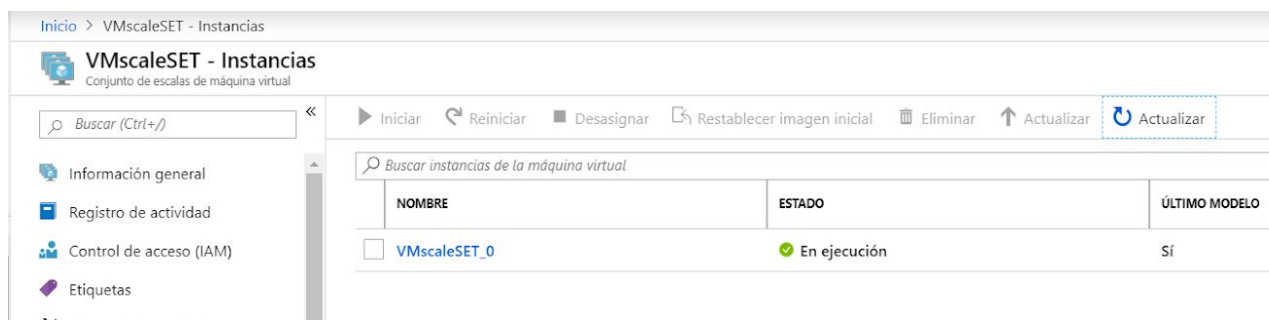 Inicio > VMscaleSET - Instancias
VMscaleSET - Instancias
Conjunto de escalas de máquina virtual
Buscar (Ctrl+/)
«
Iniciar Reiniciar Desasignar Restablecer imagen inicial Eliminar Actualizar Actualizar
Buscar instancias de la máquina virtual
Información general
Registro de actividad
Control de acceso (IAM)
Etiquetas
NOMBRE ESTADO ÚLTIMO MODELO
VMscaleSET_0 En ejecución Sí